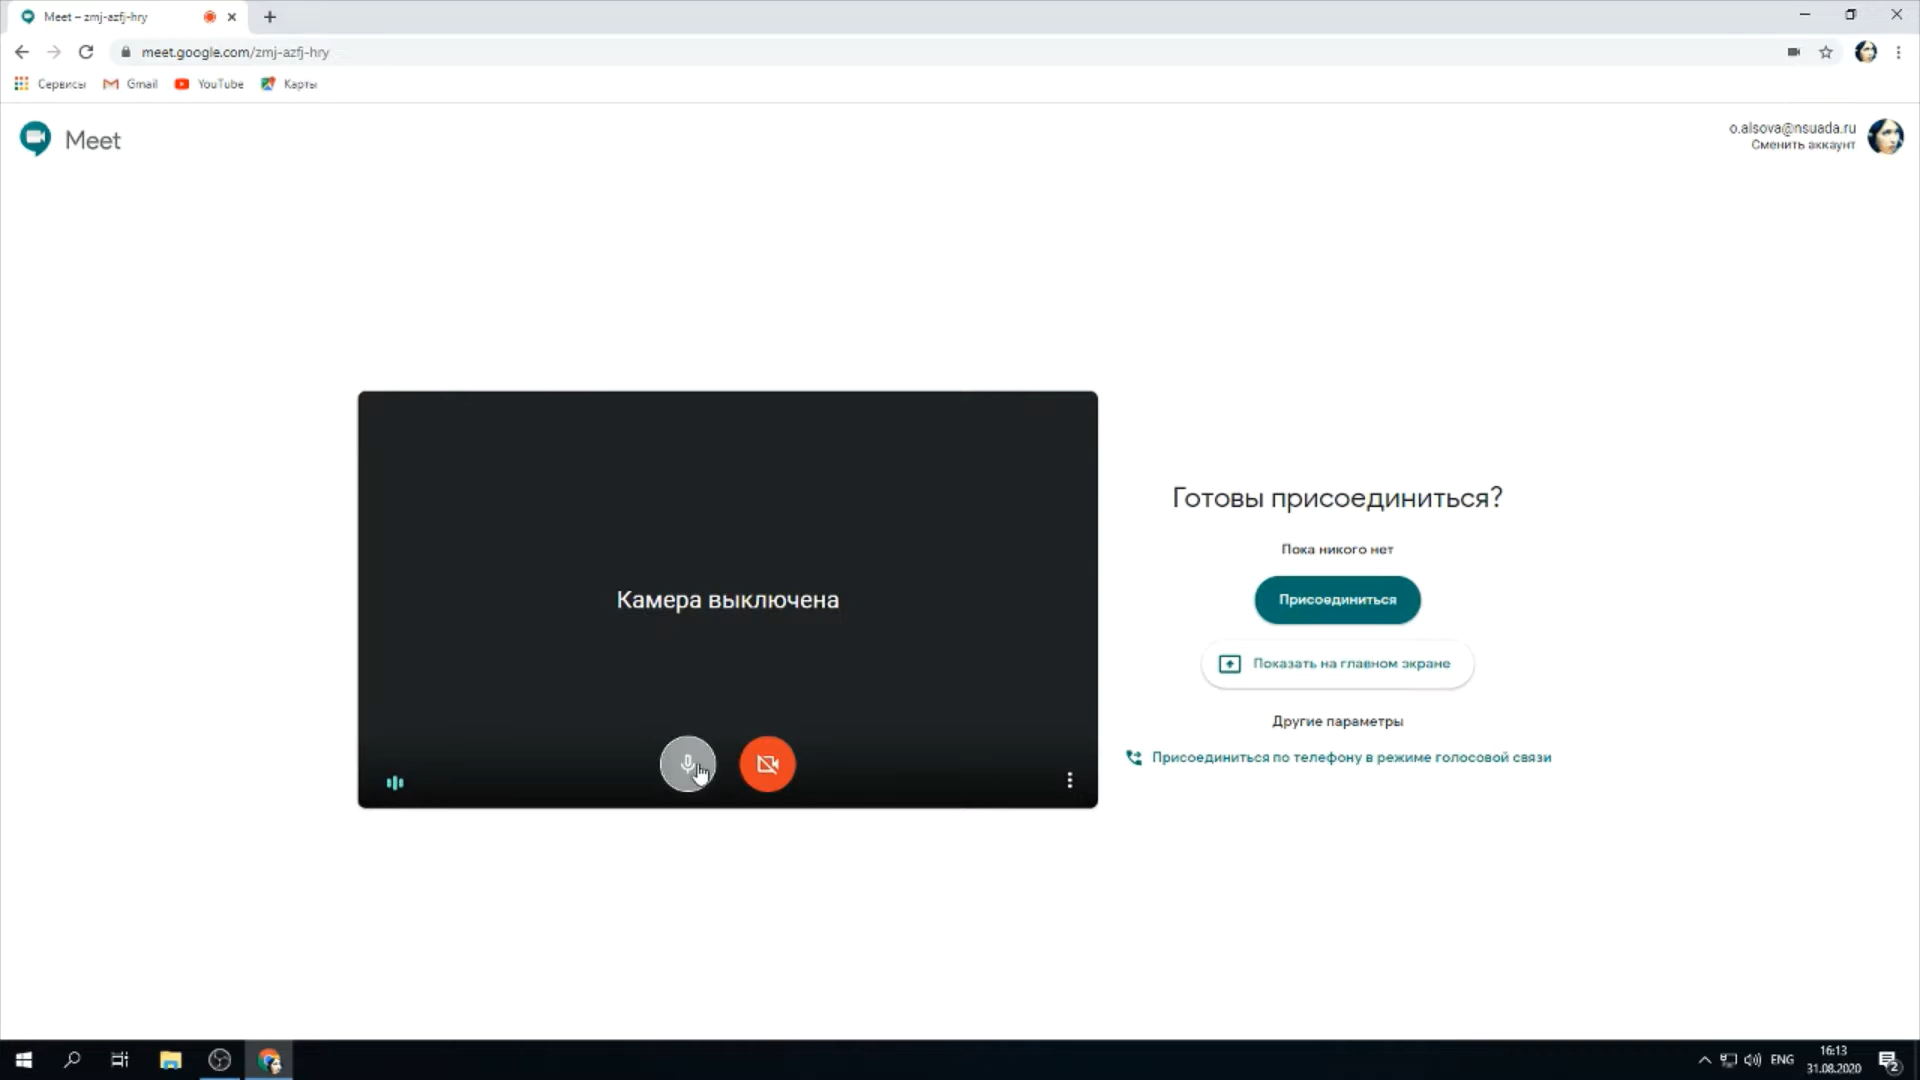 Meet – zmj-azfj-hry
meet.google.com/zmj-azfj-hry
Сервисы Gmail YouTube Карты
Meet
o.alsova@nsuada.ru
Сменить аккаунт
Готовы присоединиться?
Пока никого нет
Камера выключена
Присоединиться
Показать на главном экране
Другие параметры
Присоединиться по телефону в режиме голосовой связи
ENG
16:13
31.08.2020
2